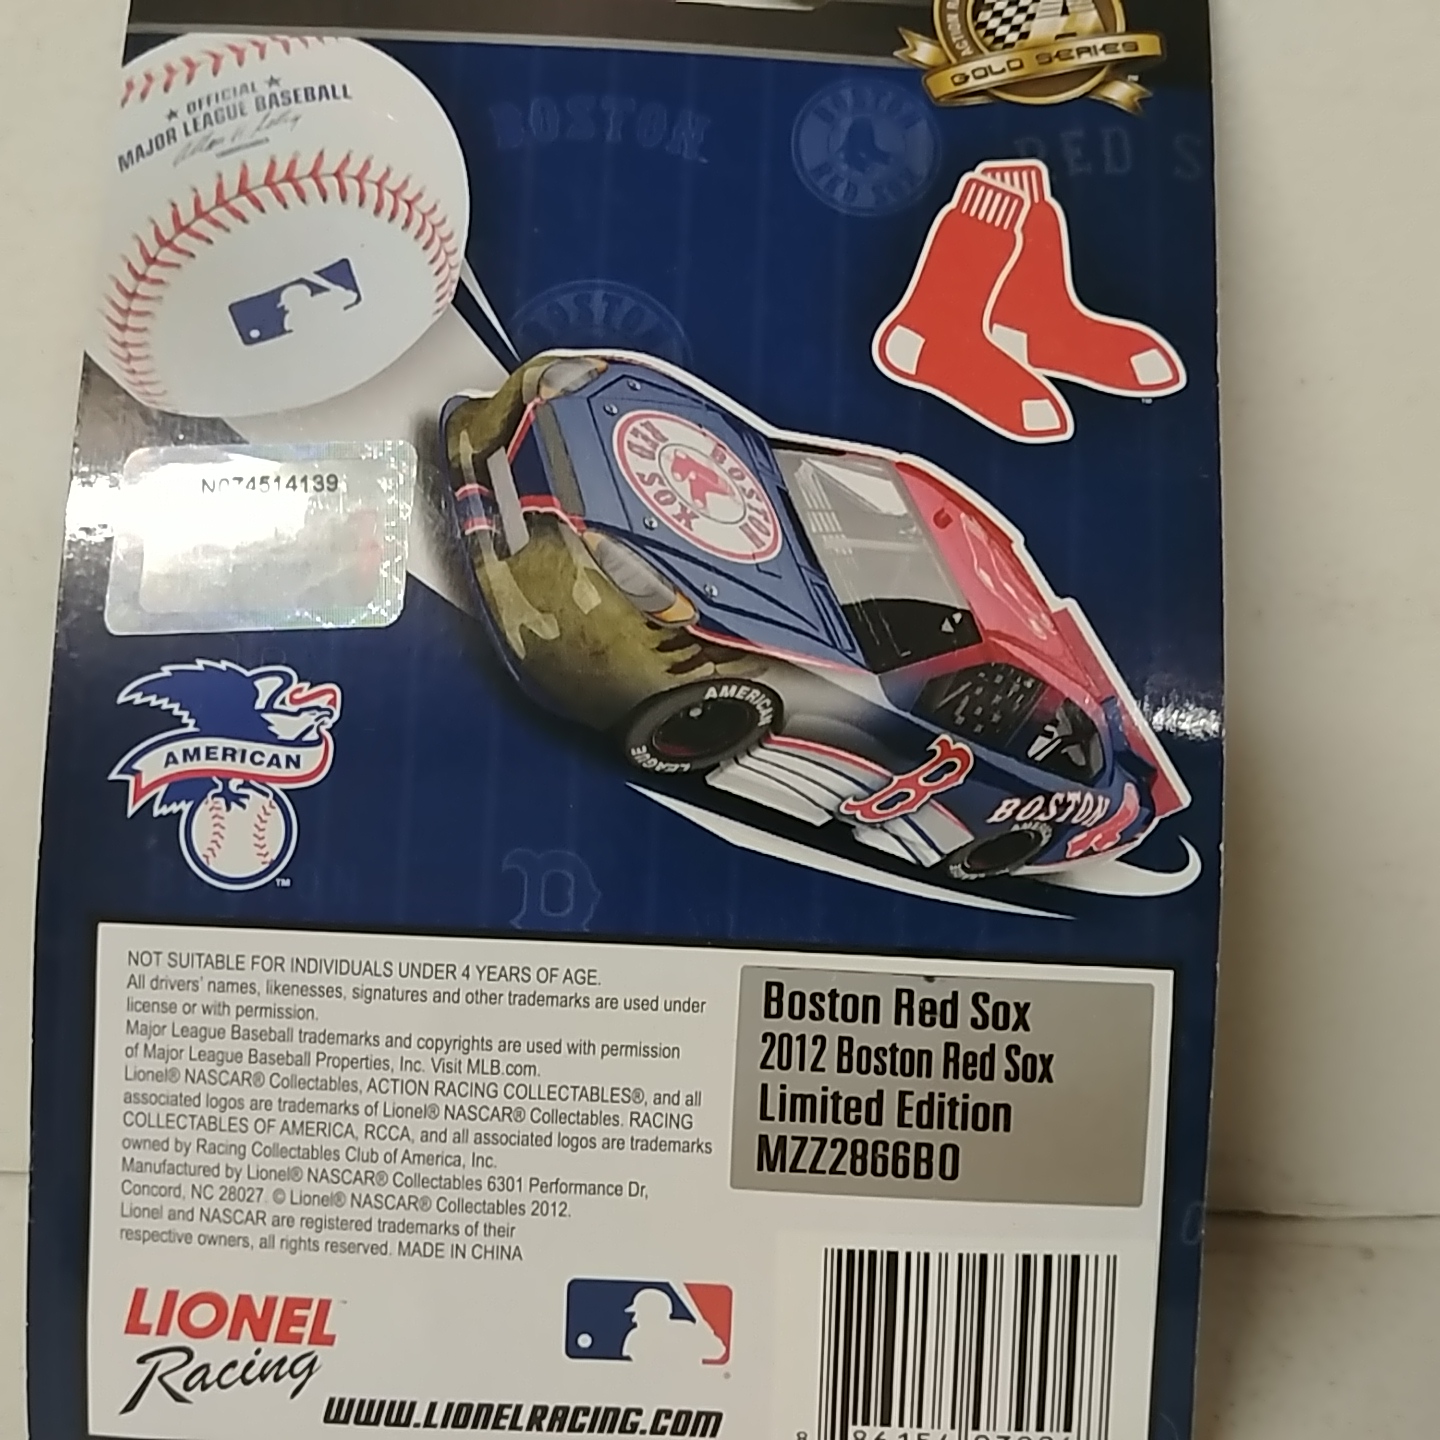 GOLD SERIES
OFFICIAL
MAJOR LEAGUE BASEBALL
BOSTON
RED S
BOSTON
RED SOX
AMERICAN
LEAGUE
B
BOSTON
AMERICAN
TM
B
NOT SUITABLE FOR INDIVIDUALS UNDER 4 YEARS OF AGE.
All drivers' names, likenesses, signatures and other trademarks are used under
license or with permission.
Major League Baseball trademarks and copyrights are used with permission
of Major League Baseball Properties, Inc. Visit MLB.com.
Lionel® NASCAR® Collectables, ACTION RACING COLLECTABLES®, and all
associated logos are trademarks of Lionel® NASCAR® Collectables. RACING
COLLECTABLES OF AMERICA, RCCA, and all associated logos are trademarks
owned by Racing Collectables Club of America, Inc.
Manufactured by Lionel® NASCAR® Collectables 6301 Performance Dr,
Concord, NC 28027 © Lionel® NASCAR® Collectables 2012.
Lionel and NASCAR are registered trademarks of their
respective owners, all rights reserved. MADE IN CHINA
Boston Red Sox
2012 Boston Red Sox
Limited Edition
MZZ2866BO
LIONEL
Racing
WWW.LIONELRACING.COM